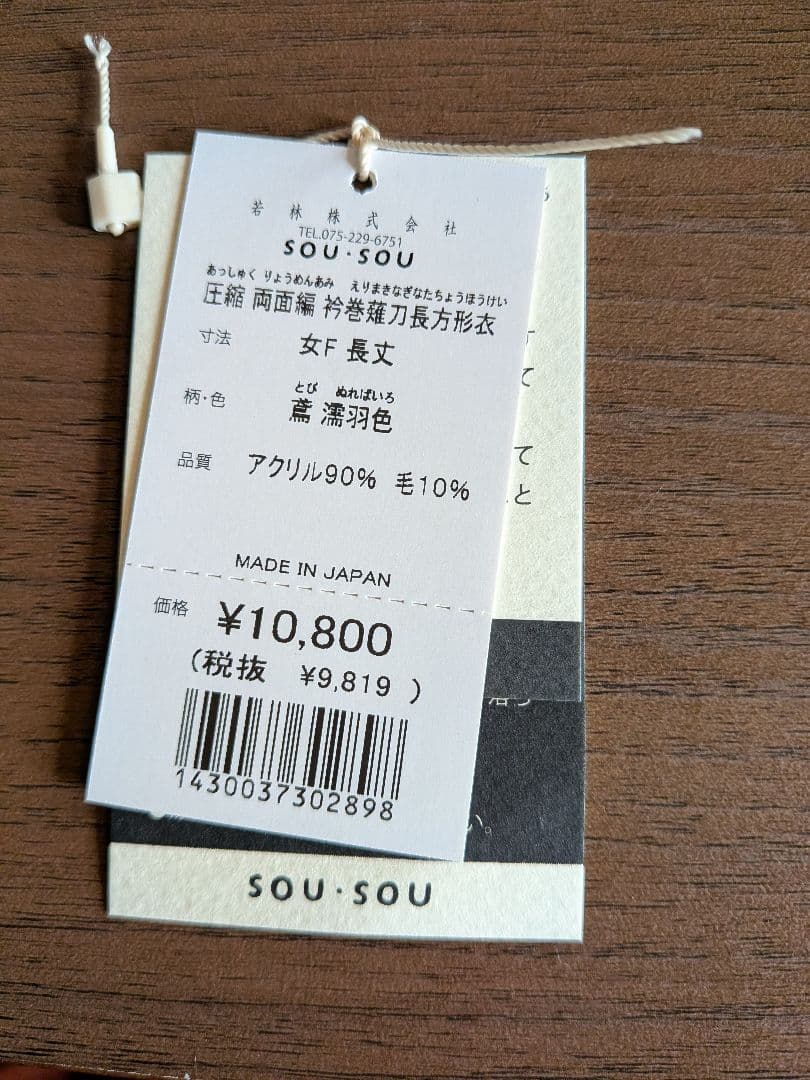 若林株式会社
TEL.075-229-6751
SOU・SOU
あっしゅく りょうめんあみ えりまきなぎなたちょうほうけい
圧縮 両面編 衿巻薙刀長方形衣
寸法 女F 長丈
とび ぬればいろ
柄・色 鳶 濡羽色
品質 アクリル90% 毛10%
MADE IN JAPAN
価格 ¥10,800
(税抜 ¥9,819 )
1430037302898
て
て
と
い。
SOU・SOU